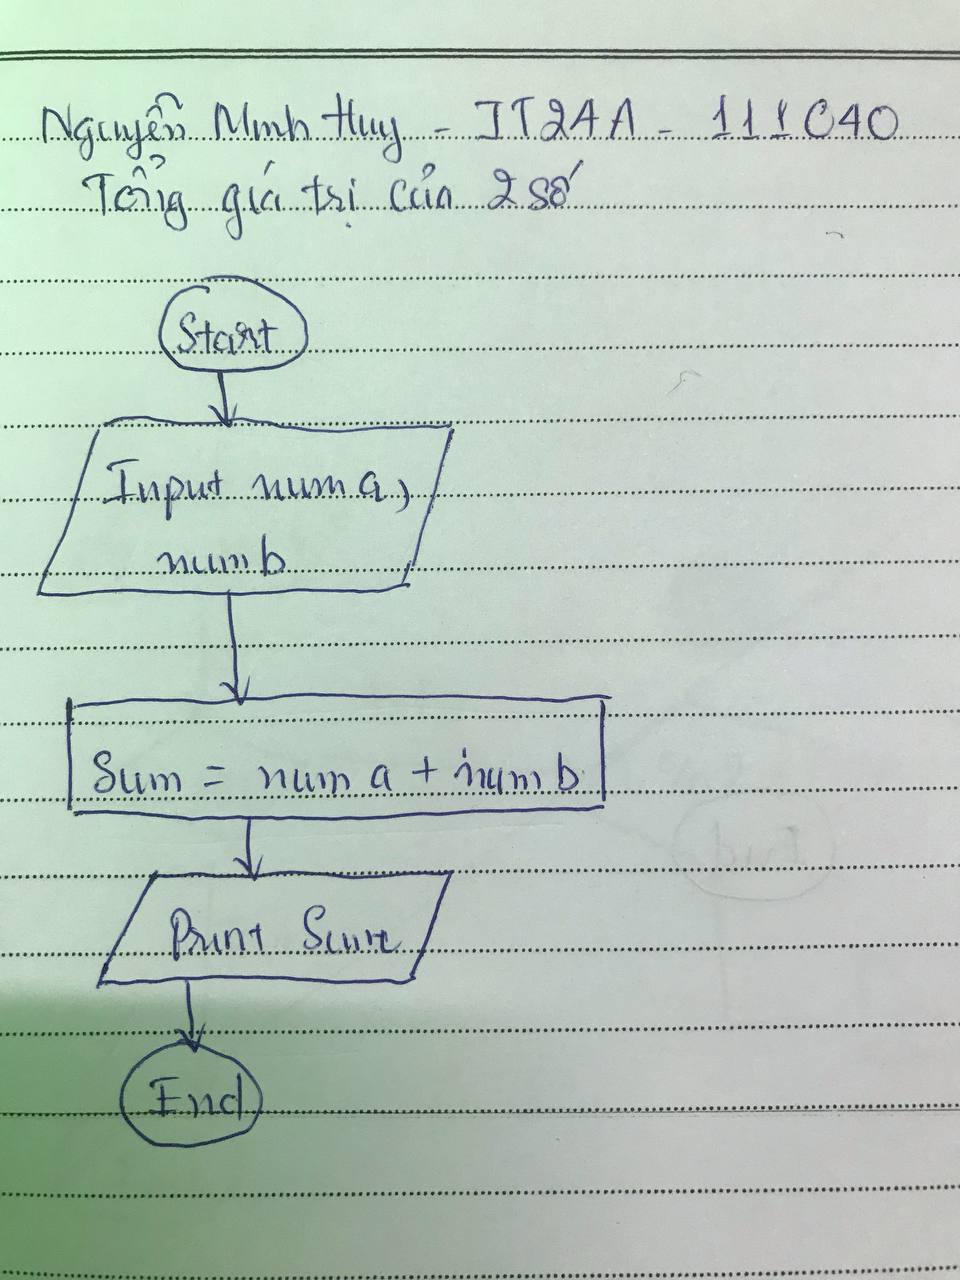 Nguyễn Minh Huy - IT24A - 111040
Tổng giá trị của 2 số
Start
Input num a,
num b
Sum = num a + num b
Print Sum
End